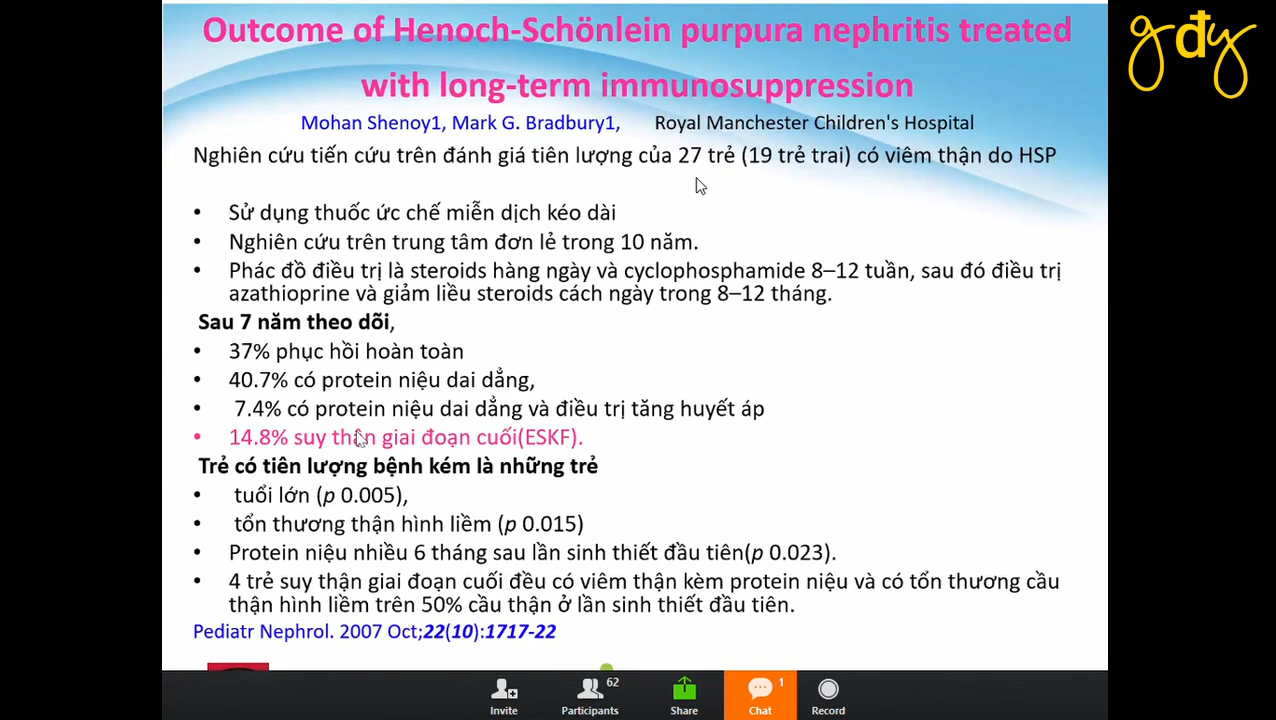 Outcome of Henoch-Schönlein purpura nephritis treated
with long-term immunosuppression
Mohan Shenoy1, Mark G. Bradbury1, Royal Manchester Children's Hospital
Nghiên cứu tiến cứu trên đánh giá tiên lượng của 27 trẻ (19 trẻ trai) có viêm thận do HSP
• Sử dụng thuốc ức chế miễn dịch kéo dài
• Nghiên cứu trên trung tâm đơn lẻ trong 10 năm.
• Phác đồ điều trị là steroids hàng ngày và cyclophosphamide 8–12 tuần, sau đó điều trị
azathioprine và giảm liều steroids cách ngày trong 8–12 tháng.
Sau 7 năm theo dõi,
• 37% phục hồi hoàn toàn
• 40.7% có protein niệu dai dẳng,
• 7.4% có protein niệu dai dẳng và điều trị tăng huyết áp
• 14.8% suy thận giai đoạn cuối(ESKF).
Trẻ có tiên lượng bệnh kém là những trẻ
• tuổi lớn (p 0.005),
• tổn thương thận hình liềm (p 0.015)
• Protein niệu nhiều 6 tháng sau lần sinh thiết đầu tiên(p 0.023).
• 4 trẻ suy thận giai đoạn cuối đều có viêm thận kèm protein niệu và có tổn thương cầu
thận hình liềm trên 50% cầu thận ở lần sinh thiết đầu tiên.
Pediatr Nephrol. 2007 Oct;22(10):1717-22
gdy
62 1
Invite Participants Share Chat Record